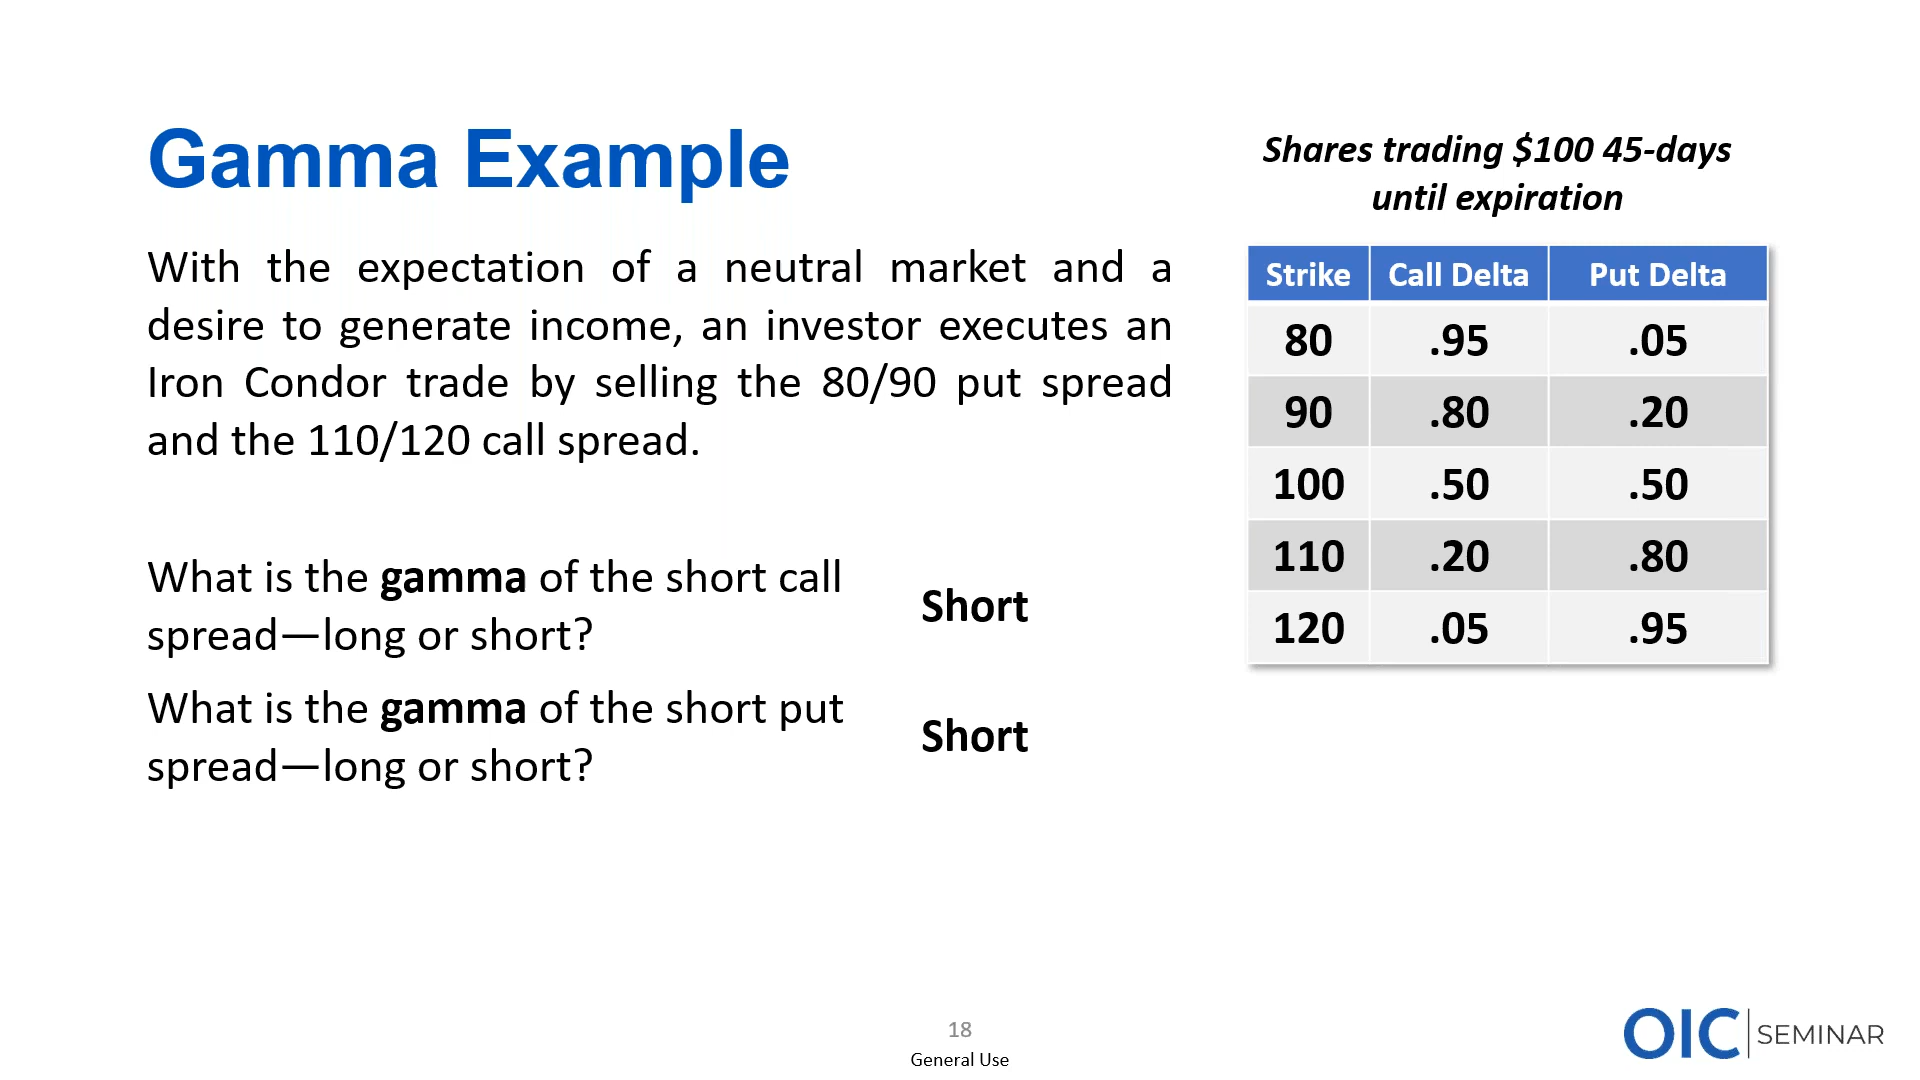 Gamma Example
With the expectation of a neutral market and a
desire to generate income, an investor executes an
Iron Condor trade by selling the 80/90 put spread
and the 110/120 call spread.
What is the gamma of the short call
spread—long or short?
Short
What is the gamma of the short put
spread—long or short?
Short
Shares trading $100 45-days
until expiration
Strike Call Delta Put Delta
80 .95 .05
90 .80 .20
100 .50 .50
110 .20 .80
120 .05 .95
18
General Use
OIC SEMINAR